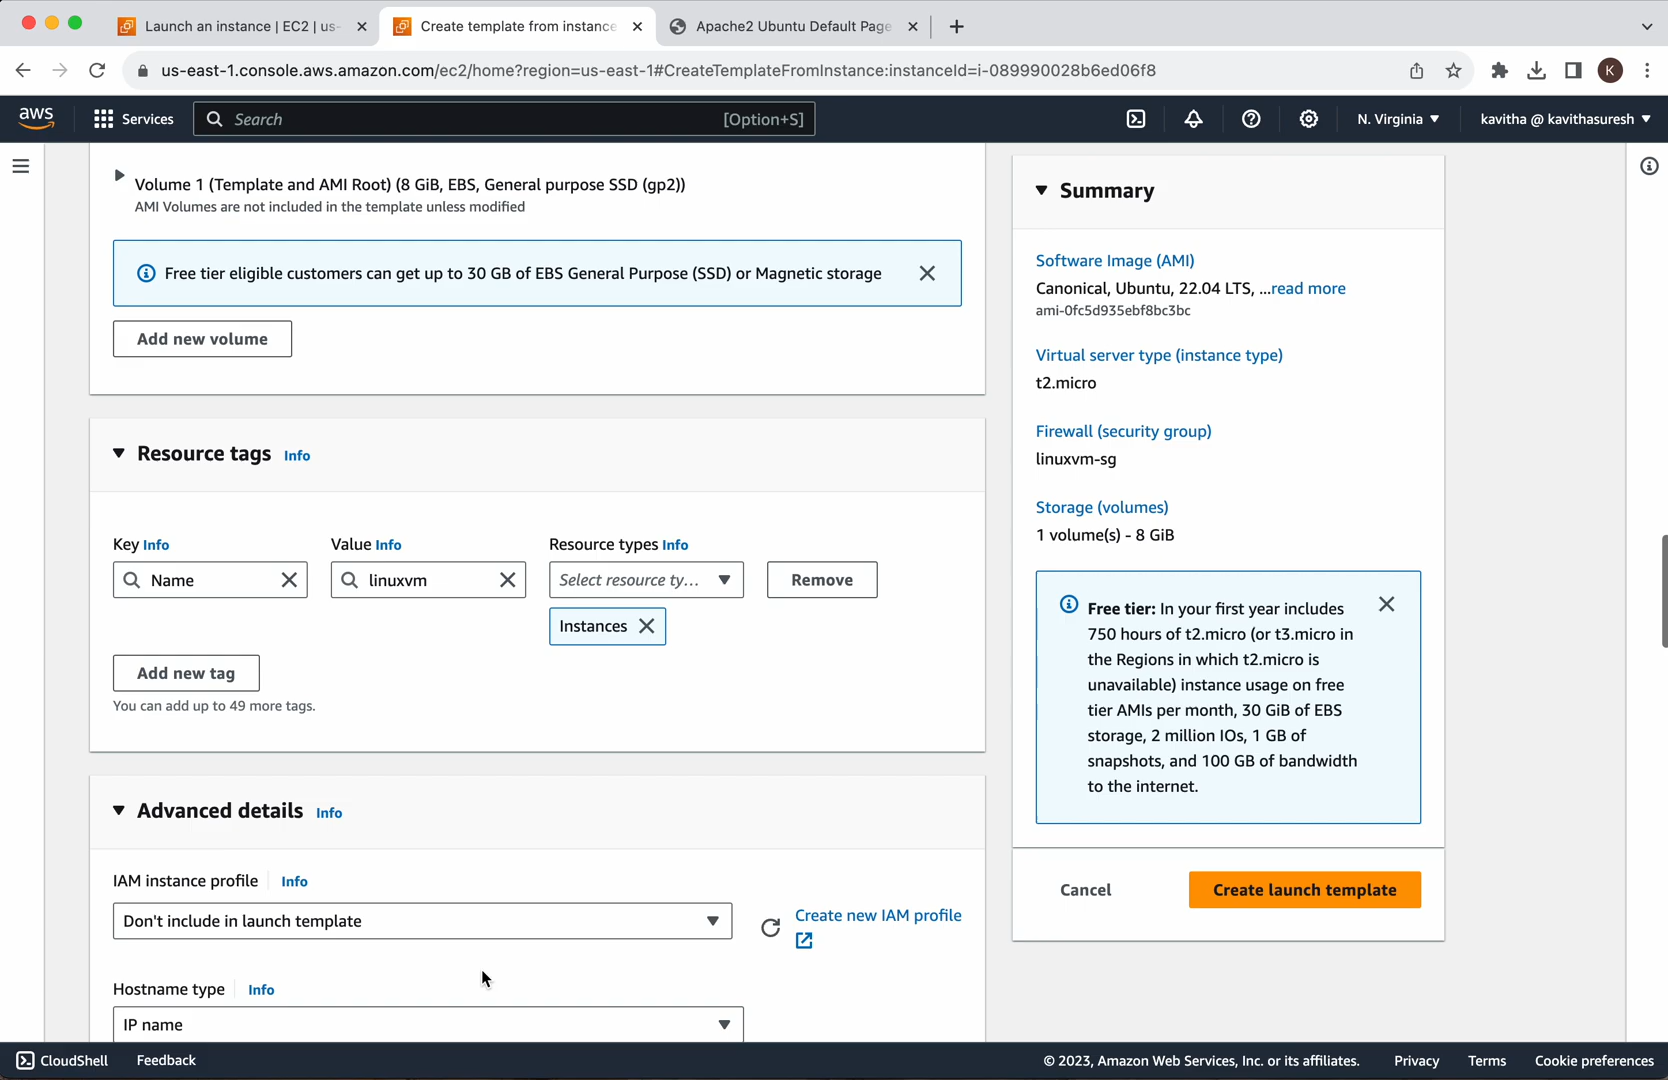 Launch an instance | EC2 | us-
Create template from instance
Apache2 Ubuntu Default Page
us-east-1.console.aws.amazon.com/ec2/home?region=us-east-1#CreateTemplateFromInstance:instanceId=i-089990028b6ed06f8
K
aws
Services
Search
[Option+S]
N. Virginia
kavitha @ kavithasuresh
Volume 1 (Template and AMI Root) (8 GiB, EBS, General purpose SSD (gp2))
AMI Volumes are not included in the template unless modified
Free tier eligible customers can get up to 30 GB of EBS General Purpose (SSD) or Magnetic storage
Add new volume
Resource tags Info
Key Info
Value Info
Resource types Info
Name
linuxvm
Select resource ty...
Remove
Instances
Add new tag
You can add up to 49 more tags.
Advanced details Info
IAM instance profile Info
Don't include in launch template
Create new IAM profile
Hostname type Info
IP name
Summary
Software Image (AMI)
Canonical, Ubuntu, 22.04 LTS, ...read more
ami-0fc5d935ebf8bc3bc
Virtual server type (instance type)
t2.micro
Firewall (security group)
linuxvm-sg
Storage (volumes)
1 volume(s) - 8 GiB
Free tier: In your first year includes
750 hours of t2.micro (or t3.micro in
the Regions in which t2.micro is
unavailable) instance usage on free
tier AMIs per month, 30 GiB of EBS
storage, 2 million IOs, 1 GB of
snapshots, and 100 GB of bandwidth
to the internet.
Cancel
Create launch template
CloudShell
Feedback
© 2023, Amazon Web Services, Inc. or its affiliates.
Privacy
Terms
Cookie preferences